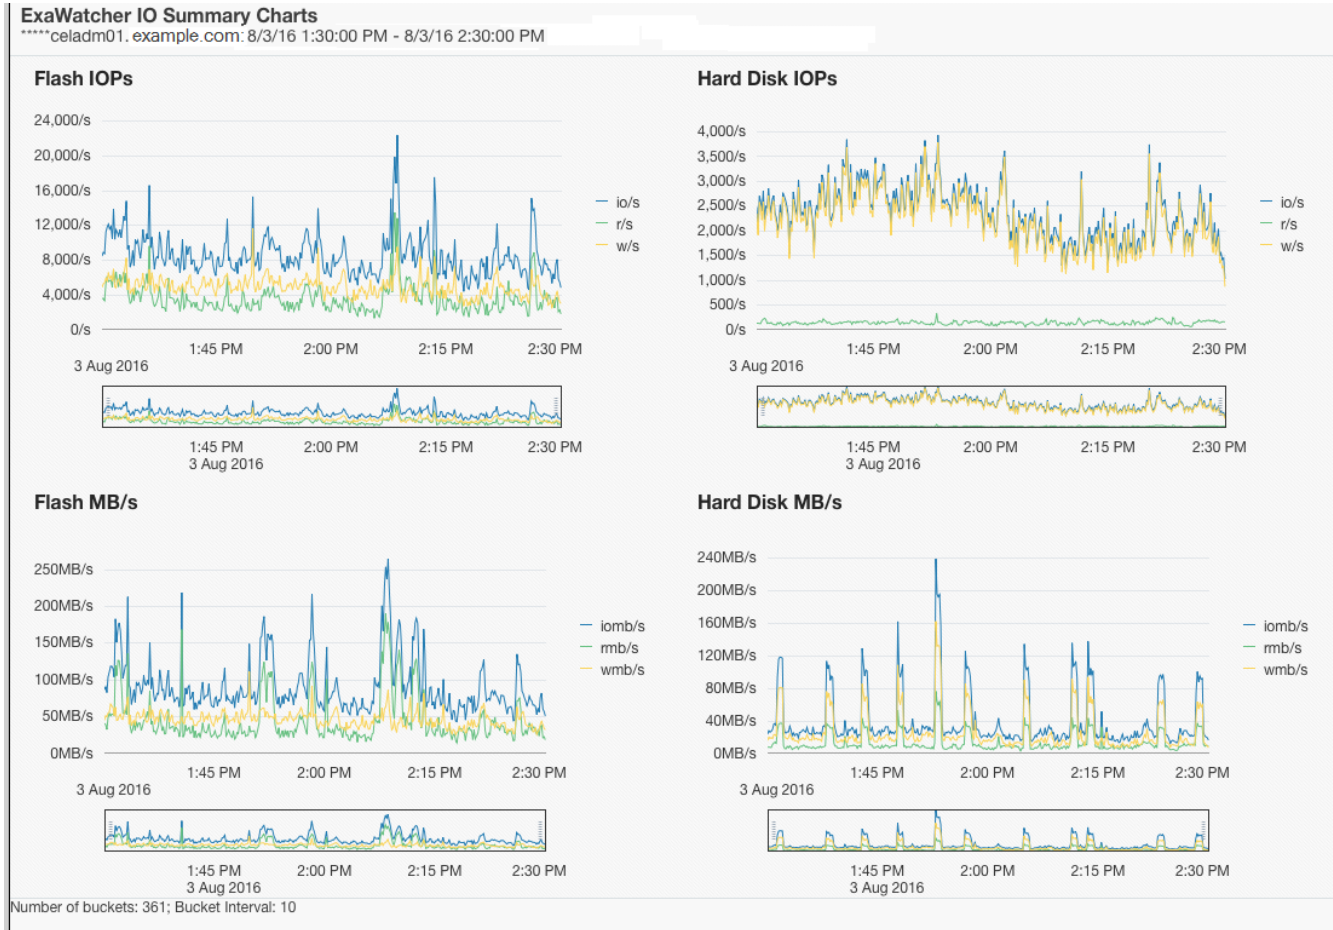 ExaWatcher IO Summary Charts
*****celadm01. example.com: 8/3/16 1:30:00 PM - 8/3/16 2:30:00 PM
Flash IOPs
24,000/s
20,000/s
16,000/s
12,000/s
8,000/s
4,000/s
0/s
io/s
r/s
w/s
1:45 PM 2:00 PM 2:15 PM 2:30 PM
3 Aug 2016
1:45 PM 2:00 PM 2:15 PM 2:30 PM
3 Aug 2016
Hard Disk IOPs
4,000/s
3,500/s
3,000/s
2,500/s
2,000/s
1,500/s
1,000/s
500/s
0/s
io/s
r/s
w/s
1:45 PM 2:00 PM 2:15 PM 2:30 PM
3 Aug 2016
1:45 PM 2:00 PM 2:15 PM 2:30 PM
3 Aug 2016
Flash MB/s
250MB/s
200MB/s
150MB/s
100MB/s
50MB/s
0MB/s
iomb/s
rmb/s
wmb/s
1:45 PM 2:00 PM 2:15 PM 2:30 PM
3 Aug 2016
1:45 PM 2:00 PM 2:15 PM 2:30 PM
3 Aug 2016
Hard Disk MB/s
240MB/s
200MB/s
160MB/s
120MB/s
80MB/s
40MB/s
0MB/s
iomb/s
rmb/s
wmb/s
1:45 PM 2:00 PM 2:15 PM 2:30 PM
3 Aug 2016
1:45 PM 2:00 PM 2:15 PM 2:30 PM
3 Aug 2016
Number of buckets: 361; Bucket Interval: 10